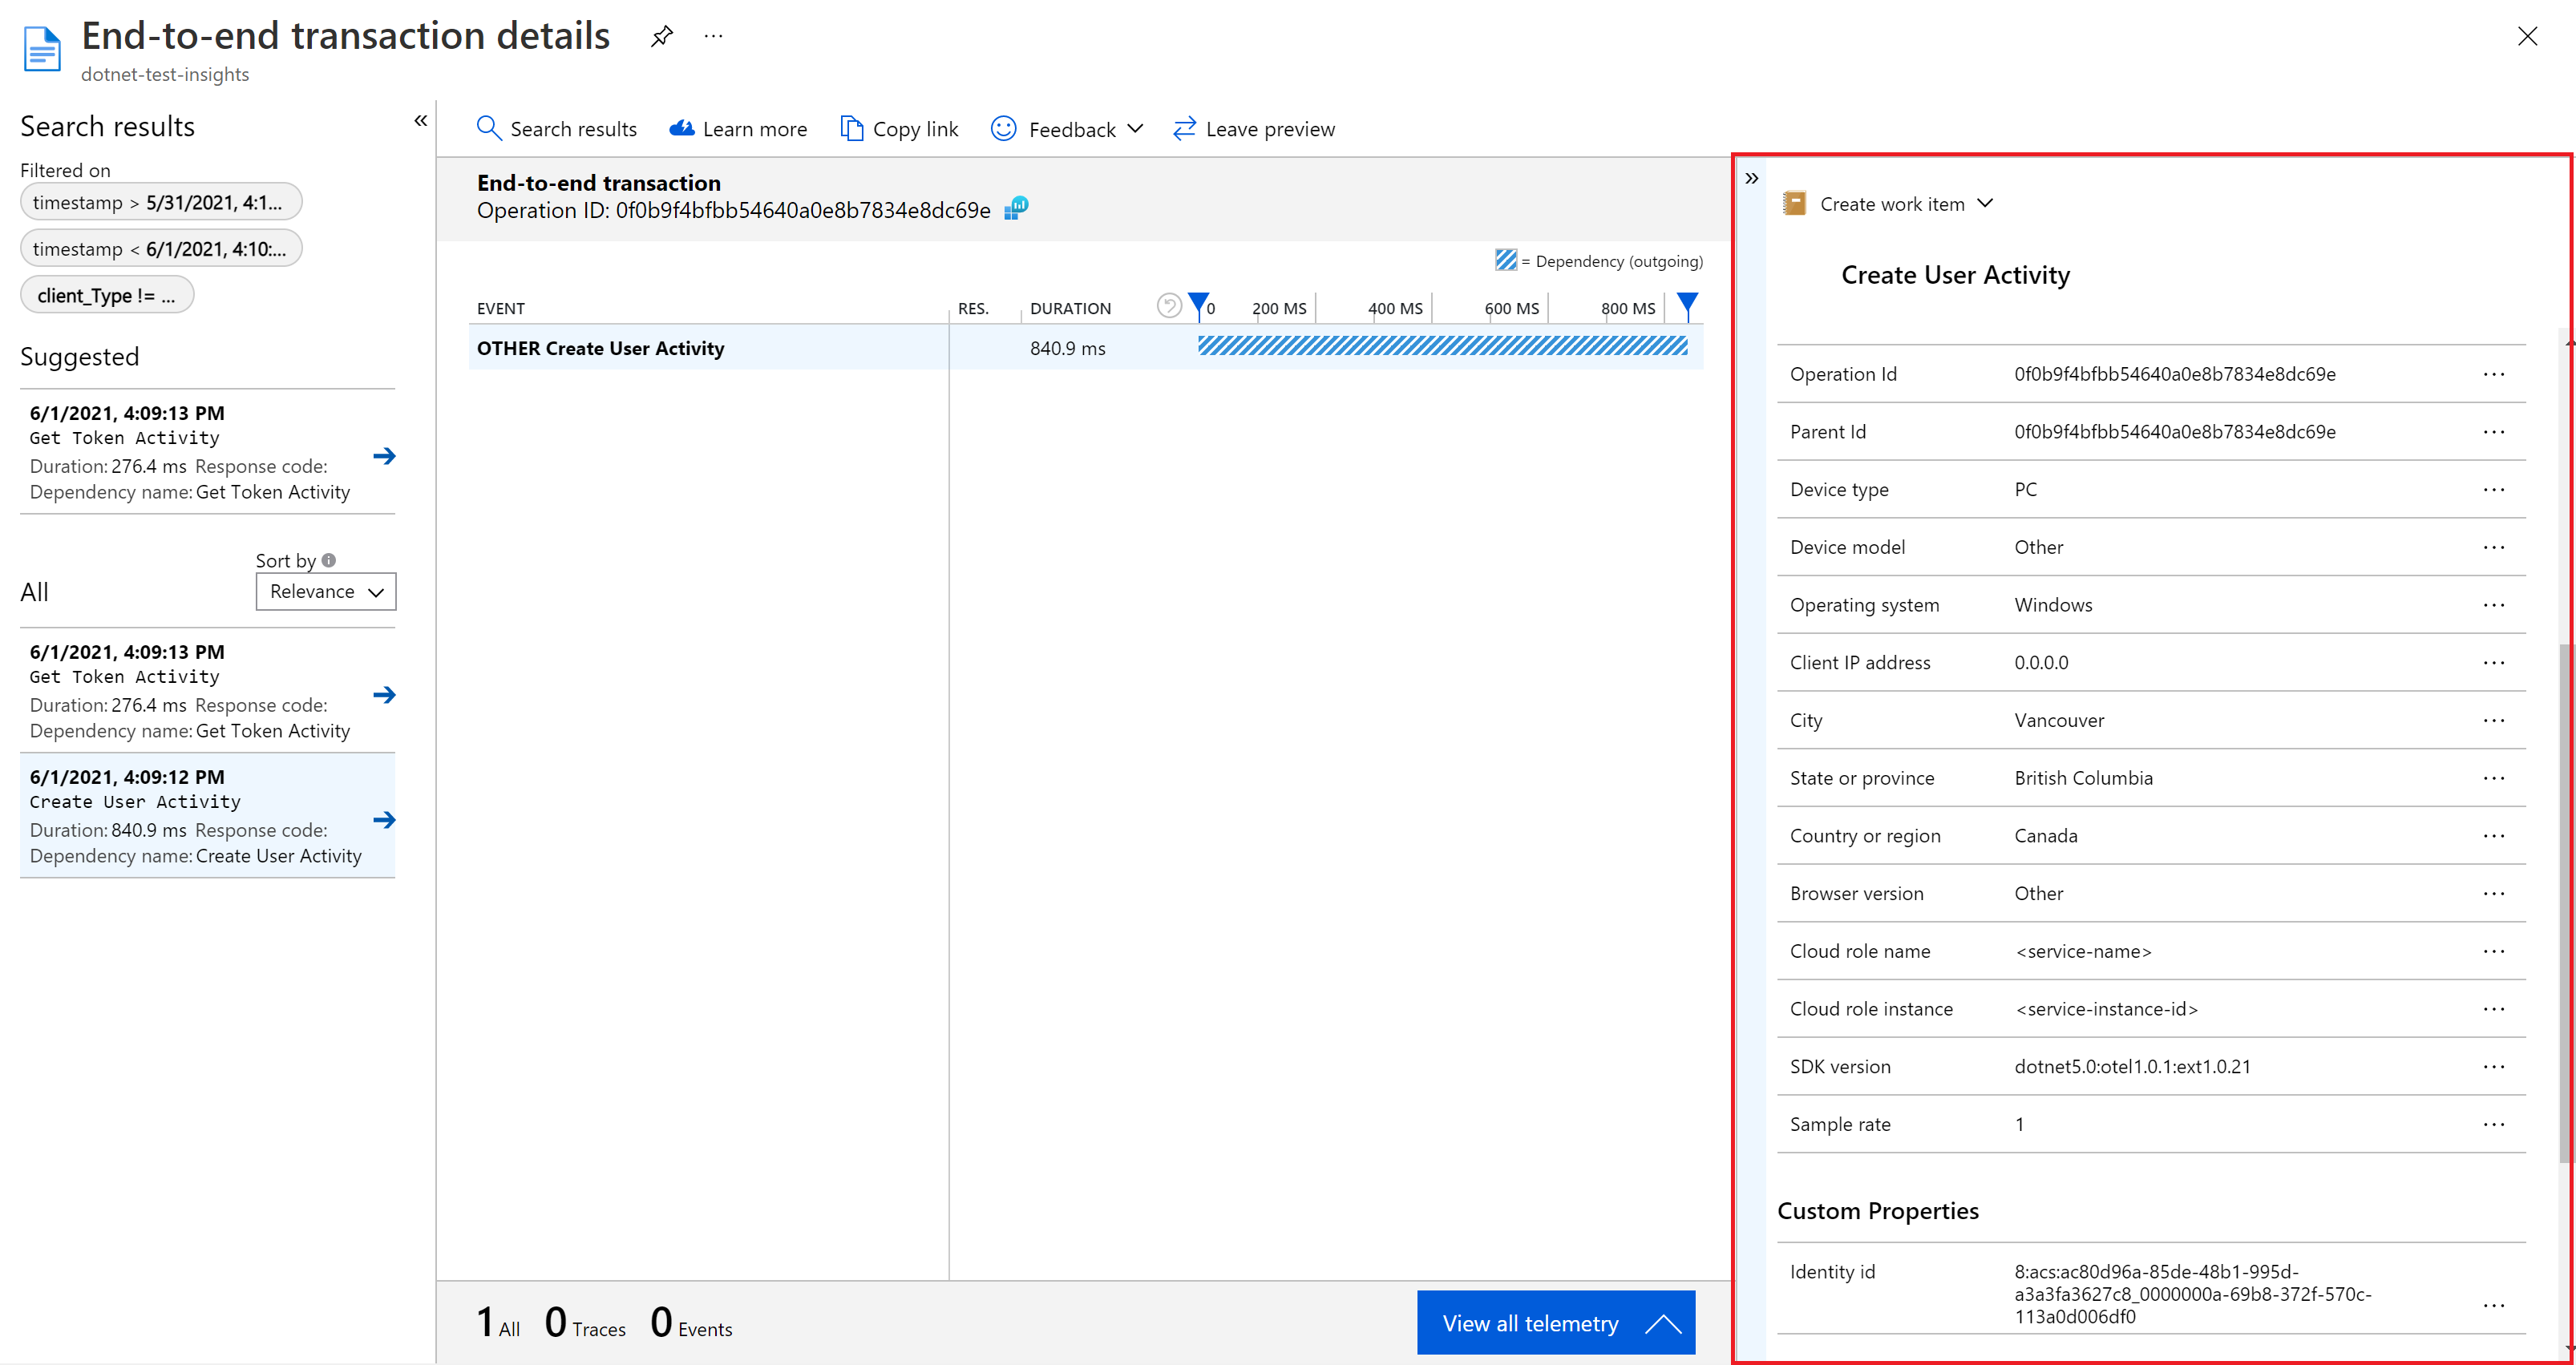 End-to-end transaction details
dotnet-test-insights
Search results
Filtered on
timestamp > 5/31/2021, 4:1...
timestamp < 6/1/2021, 4:10:...
client_Type != ...
Suggested
6/1/2021, 4:09:13 PM
Get Token Activity
Duration: 276.4 ms Response code:
Dependency name: Get Token Activity
Sort by
All
Relevance
6/1/2021, 4:09:13 PM
Get Token Activity
Duration: 276.4 ms Response code:
Dependency name: Get Token Activity
6/1/2021, 4:09:12 PM
Create User Activity
Duration: 840.9 ms Response code:
Dependency name: Create User Activity
Search results Learn more Copy link Feedback Leave preview
End-to-end transaction
Operation ID: 0f0b9f4bfbb54640a0e8b7834e8dc69e
= Dependency (outgoing)
EVENT RES. DURATION 0 200 MS 400 MS 600 MS 800 MS
OTHER Create User Activity 840.9 ms
1 All 0 Traces 0 Events
View all telemetry
Create work item
Create User Activity
Operation Id 0f0b9f4bfbb54640a0e8b7834e8dc69e
Parent Id 0f0b9f4bfbb54640a0e8b7834e8dc69e
Device type PC
Device model Other
Operating system Windows
Client IP address 0.0.0.0
City Vancouver
State or province British Columbia
Country or region Canada
Browser version Other
Cloud role name <service-name>
Cloud role instance <service-instance-id>
SDK version dotnet5.0:otel1.0.1:ext1.0.21
Sample rate 1
Custom Properties
Identity id 8:acs:ac80d96a-85de-48b1-995d-
a3a3fa3627c8_0000000a-69b8-372f-570c-
113a0d006df0